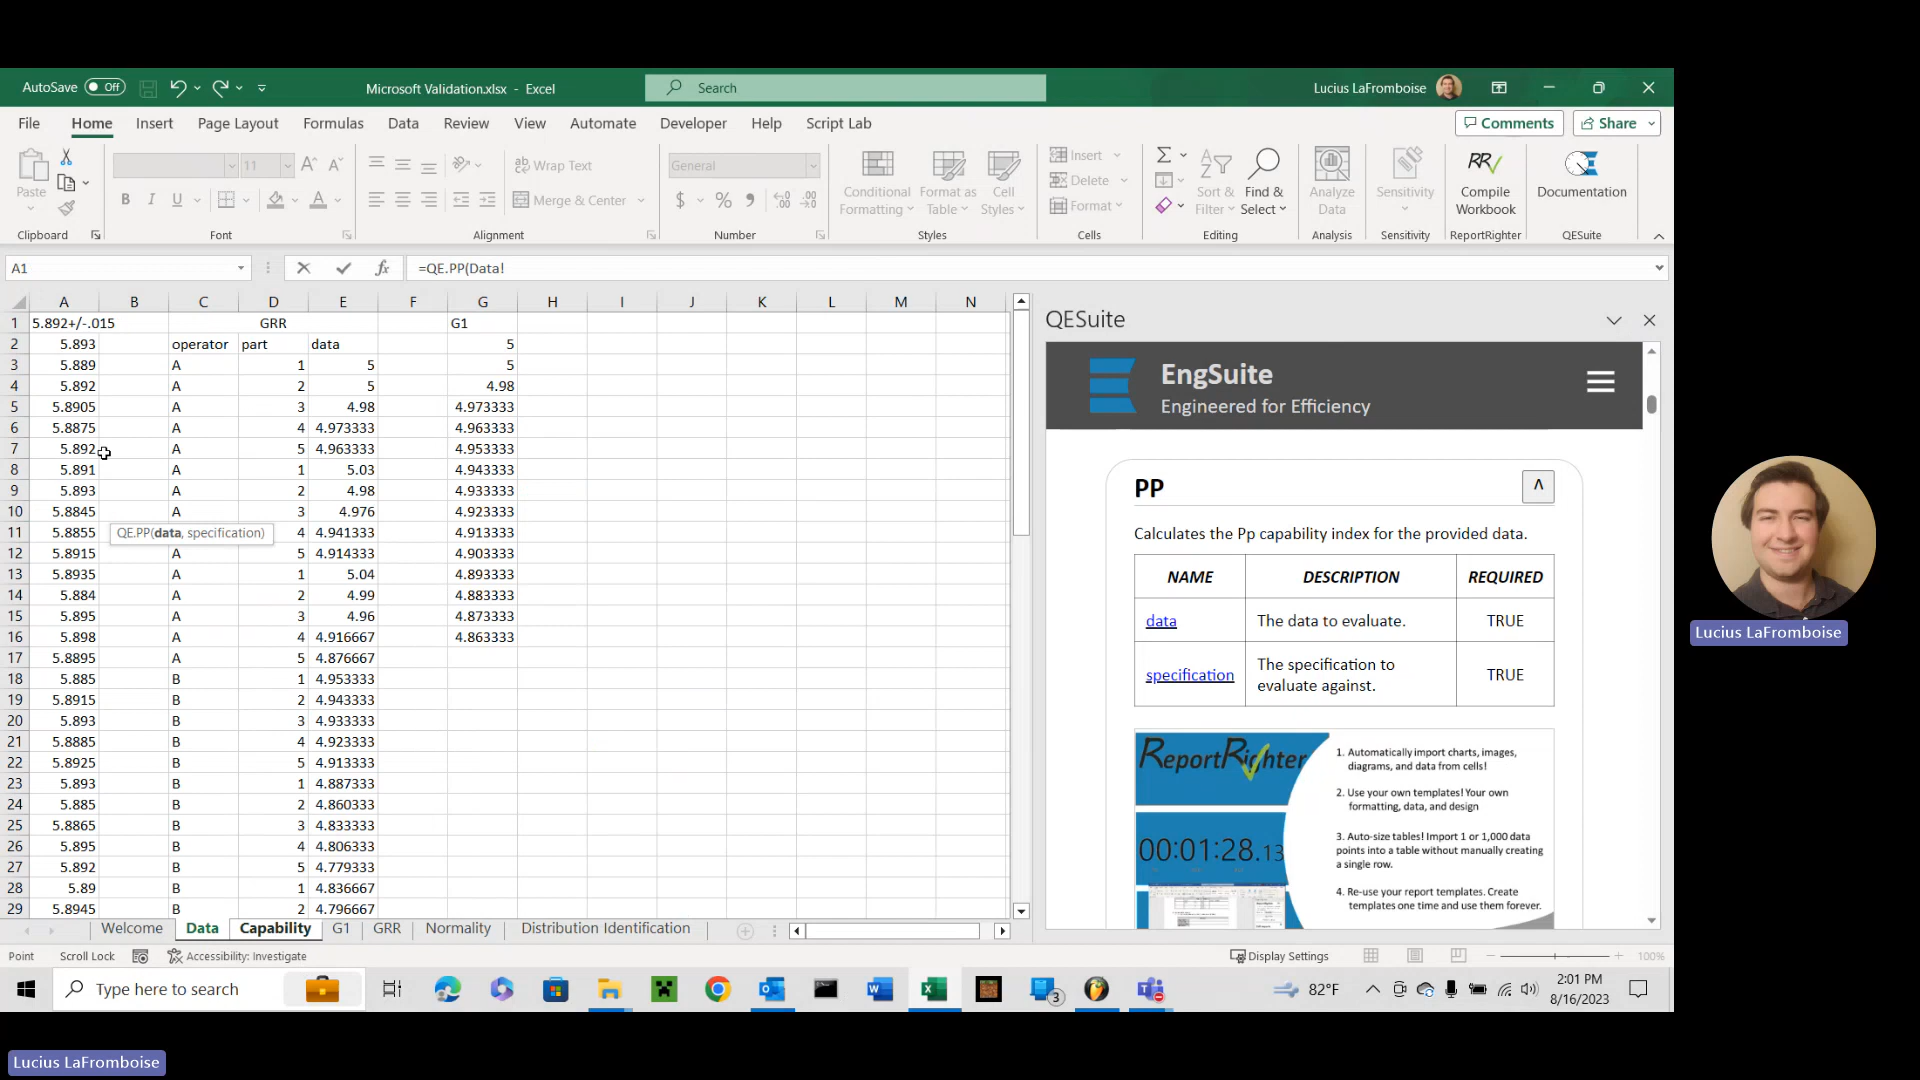 AutoSave Off
Microsoft Validation.xlsx - Excel
Search
Lucius LaFromboise
File Home Insert Page Layout Formulas Data Review View Automate Developer Help Script Lab
Comments Share
Paste
11
Wrap Text
Merge & Center
General
Conditional Formatting
Format as Table
Cell Styles
Insert
Delete
Format
Sort & Filter
Find & Select
Analyze Data
Sensitivity
Compile Workbook
Documentation
Clipboard Font Alignment Number Styles Cells Editing Analysis Sensitivity ReportRighter QESuite
A1 fx =QE.PP(Data!
A B C D E F G H I J K L M N
1 5.892+/-.015 GRR G1
2 5.893 operator part data 5
3 5.889 A 1 5 5
4 5.892 A 2 5 4.98
5 5.8905 A 3 4.98 4.973333
6 5.8875 A 4 4.973333 4.963333
7 5.892 A 5 4.963333 4.953333
8 5.891 A 1 5.03 4.943333
9 5.893 A 2 4.98 4.933333
10 5.8845 A 3 4.976 4.923333
11 5.8855 QE.PP(data, specification) 4 4.941333 4.913333
12 5.8915 A 5 4.914333 4.903333
13 5.8935 A 1 5.04 4.893333
14 5.884 A 2 4.99 4.883333
15 5.895 A 3 4.96 4.873333
16 5.898 A 4 4.916667 4.863333
17 5.8895 A 5 4.876667
18 5.885 B 1 4.953333
19 5.8915 B 2 4.943333
20 5.893 B 3 4.933333
21 5.8885 B 4 4.923333
22 5.8925 B 5 4.913333
23 5.893 B 1 4.887333
24 5.885 B 2 4.860333
25 5.8865 B 3 4.833333
26 5.895 B 4 4.806333
27 5.892 B 5 4.779333
28 5.89 B 1 4.836667
29 5.8945 B 2 4.796667
Welcome Data Capability G1 GRR Normality Distribution Identification
Point Scroll Lock Accessibility: Investigate
Display Settings 100%
QESuite
EngSuite
Engineered for Efficiency
PP
Calculates the Pp capability index for the provided data.
NAME DESCRIPTION REQUIRED
data The data to evaluate. TRUE
specification The specification to evaluate against. TRUE
ReportRighter
00:01:28.13
1. Automatically import charts, images,
diagrams, and data from cells!
2. Use your own templates! Your own
formatting, data, and design
3. Auto-size tables! Import 1 or 1,000 data
points into a table without manually creating
a single row.
4. Re-use your report templates. Create
templates one time and use them forever.
Type here to search
3
82°F
2:01 PM
8/16/2023
Lucius LaFromboise
Lucius LaFromboise